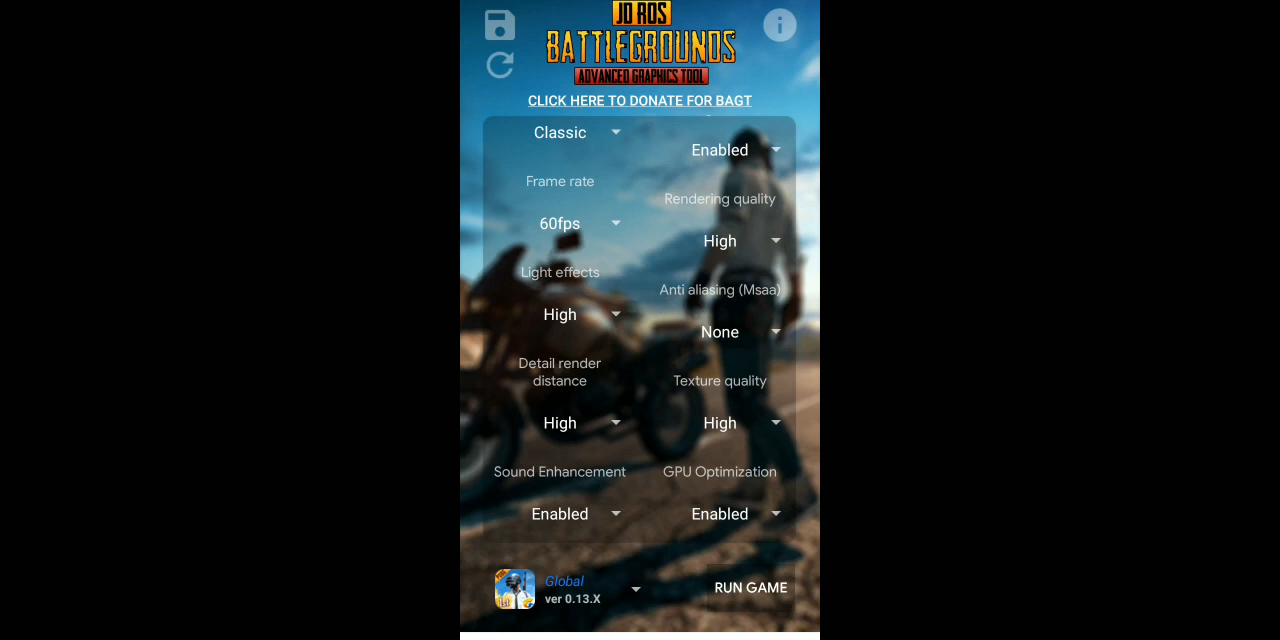 JO ROS
BATTLEGROUNDS
ADVANCED GRAPHICS TOOL
CLICK HERE TO DONATE FOR BAGT
Classic
Enabled
Frame rate
Rendering quality
60fps
High
Light effects
Anti aliasing (Msaa)
High
None
Detail render
distance
Texture quality
High
High
Sound Enhancement
GPU Optimization
Enabled
Enabled
Global
ver 0.13.X
RUN GAME